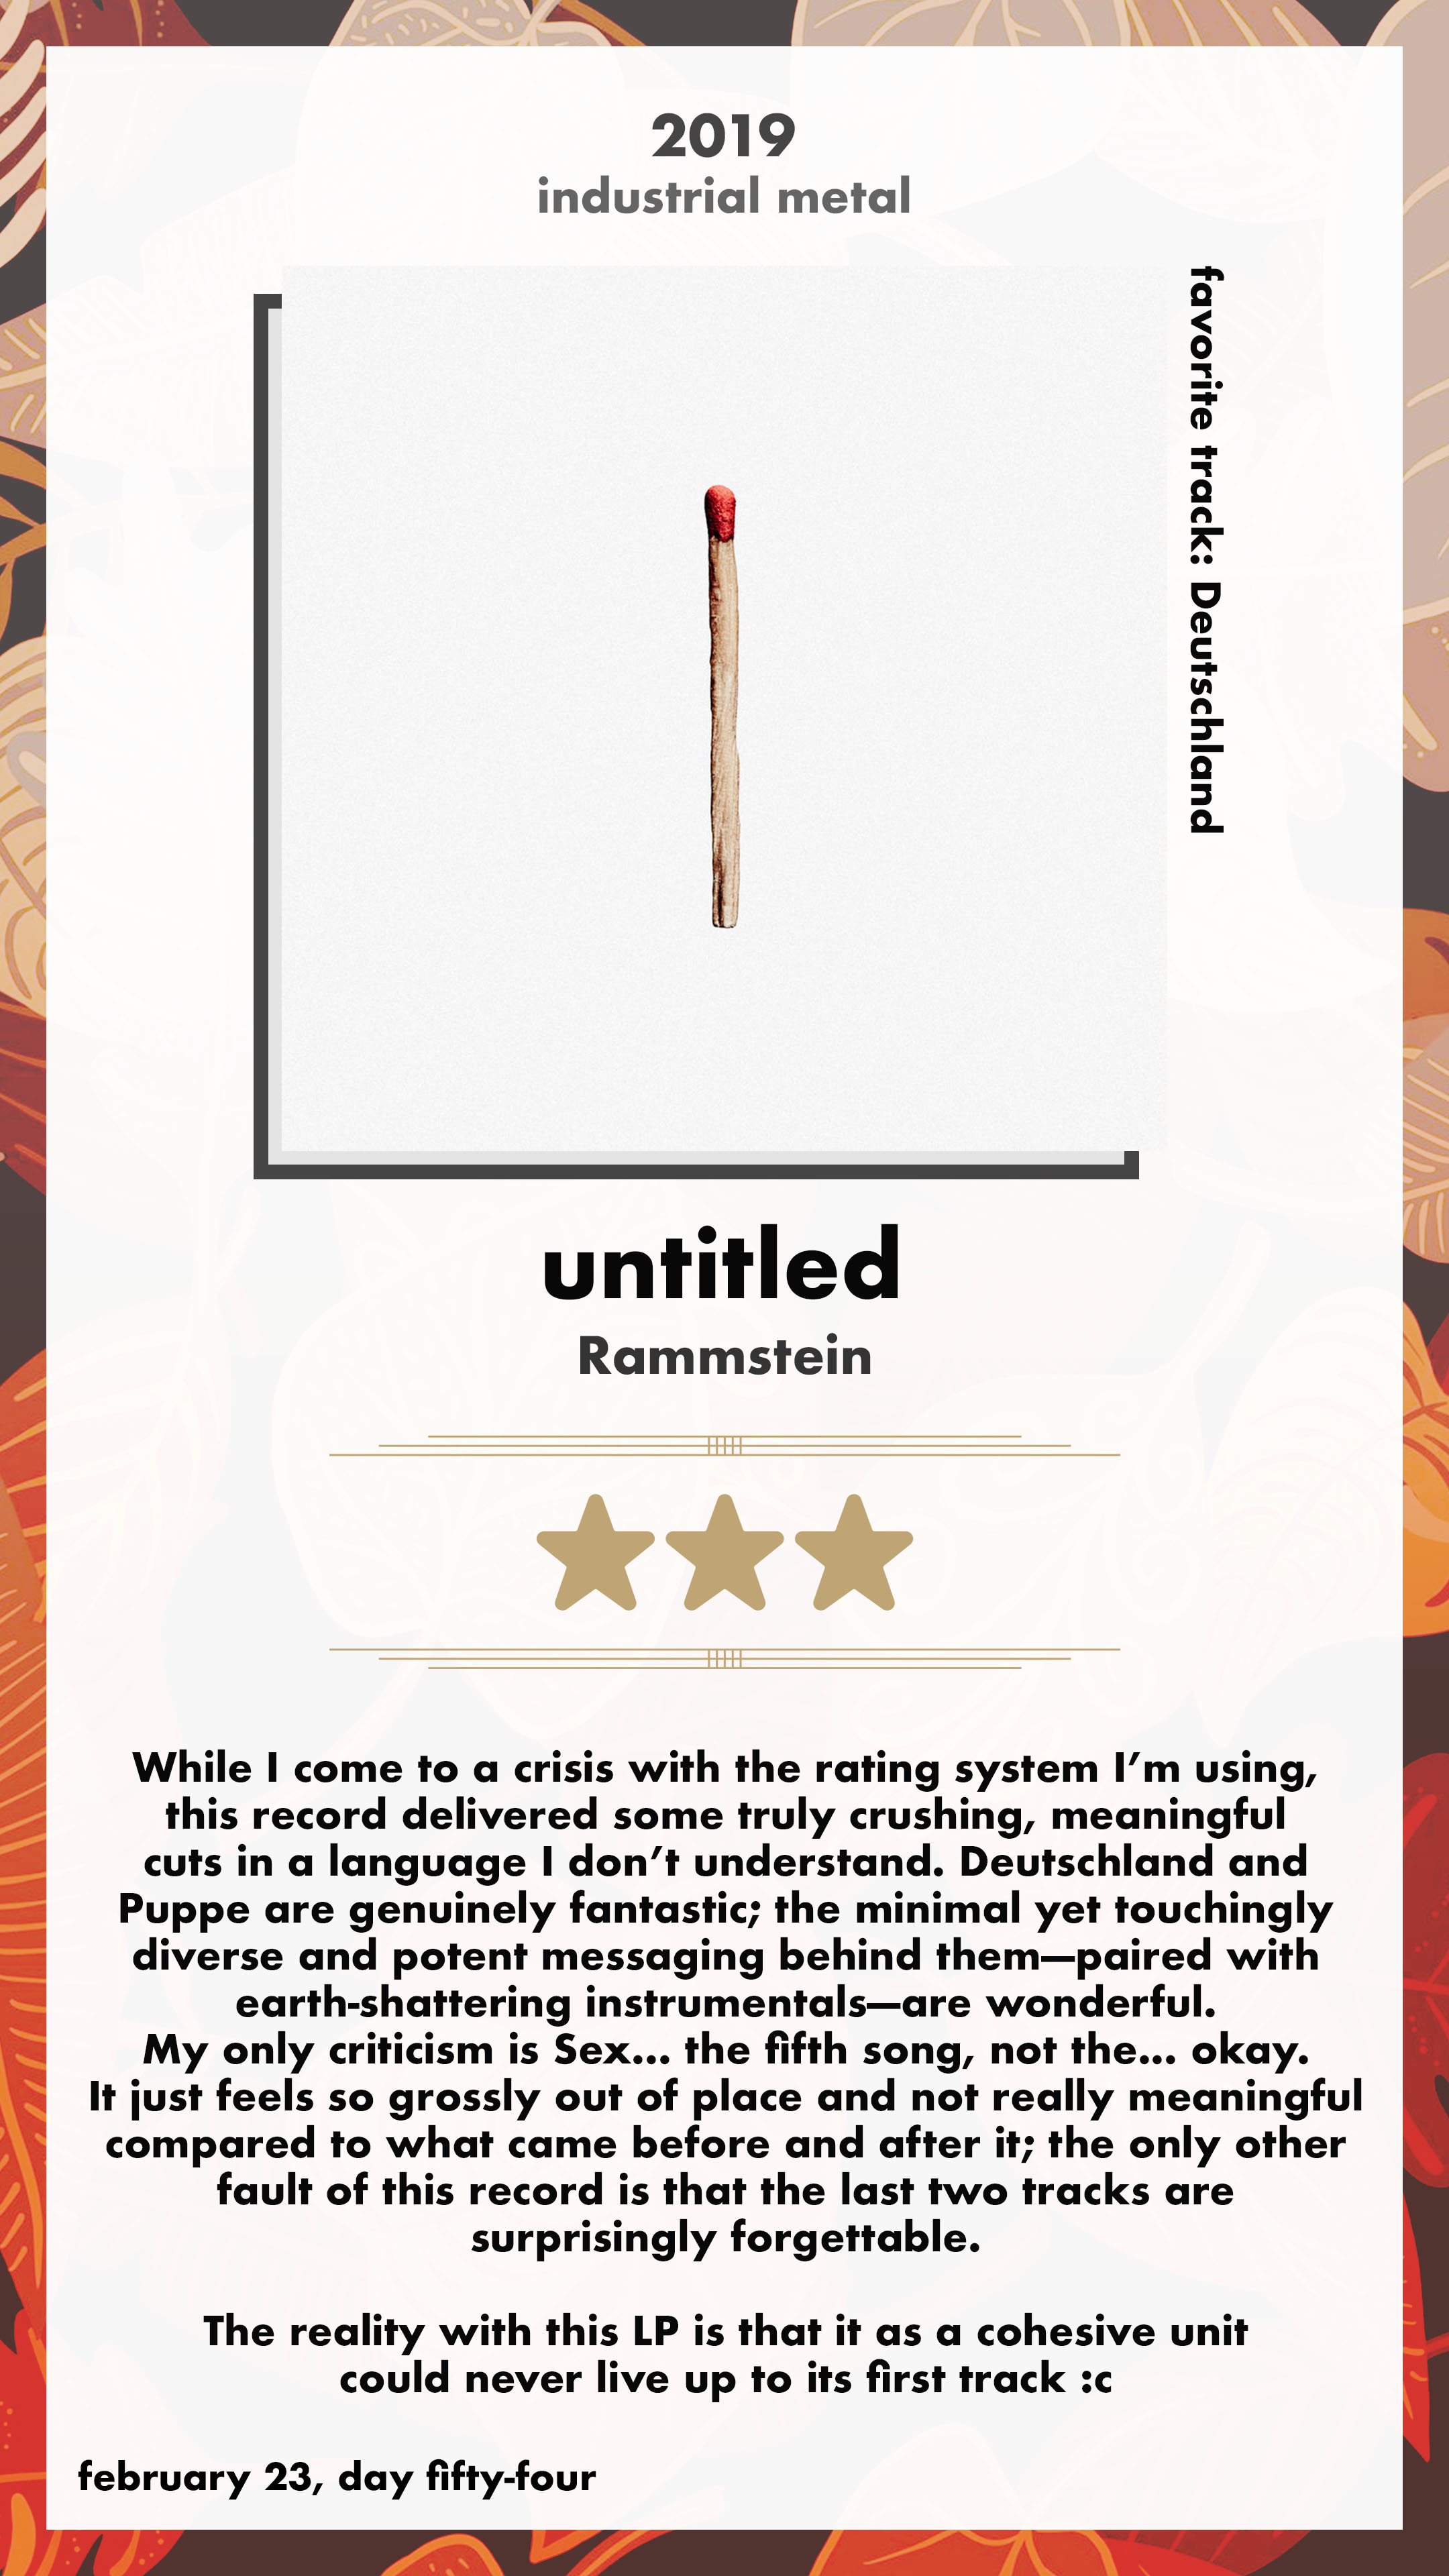 2019
industrial metal
favorite track: Deutschland
untitled
Rammstein
While I come to a crisis with the rating system I’m using,
this record delivered some truly crushing, meaningful
cuts in a language I don’t understand. Deutschland and
Puppe are genuinely fantastic; the minimal yet touchingly
diverse and potent messaging behind them—paired with
earth-shattering instrumentals—are wonderful.
My only criticism is Sex... the fifth song, not the... okay.
It just feels so grossly out of place and not really meaningful
compared to what came before and after it; the only other
fault of this record is that the last two tracks are
surprisingly forgettable.
The reality with this LP is that it as a cohesive unit
could never live up to its first track :c
february 23, day fifty-four